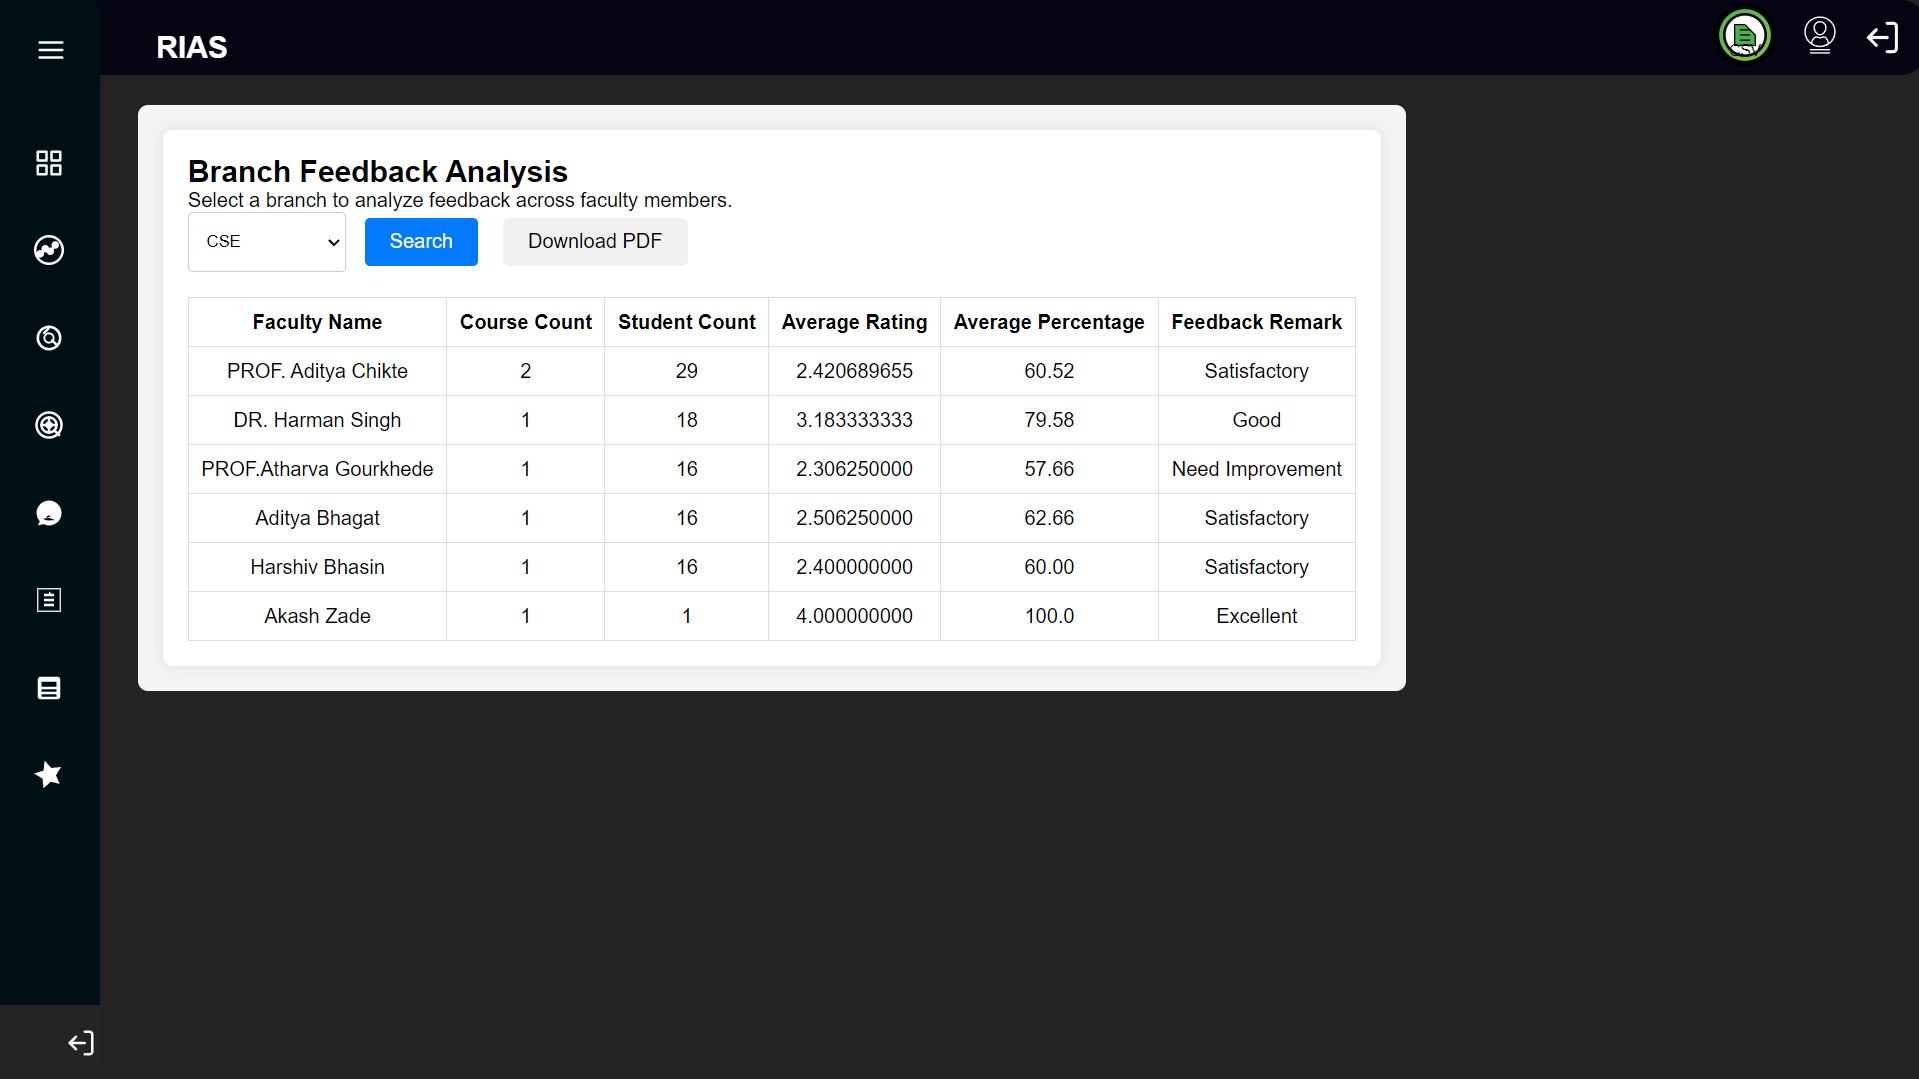 RIAS
CSV
Branch Feedback Analysis
Select a branch to analyze feedback across faculty members.
CSE Search Download PDF
Faculty Name Course Count Student Count Average Rating Average Percentage Feedback Remark
PROF. Aditya Chikte 2 29 2.420689655 60.52 Satisfactory
DR. Harman Singh 1 18 3.183333333 79.58 Good
PROF.Atharva Gourkhede 1 16 2.306250000 57.66 Need Improvement
Aditya Bhagat 1 16 2.506250000 62.66 Satisfactory
Harshiv Bhasin 1 16 2.400000000 60.00 Satisfactory
Akash Zade 1 1 4.000000000 100.0 Excellent